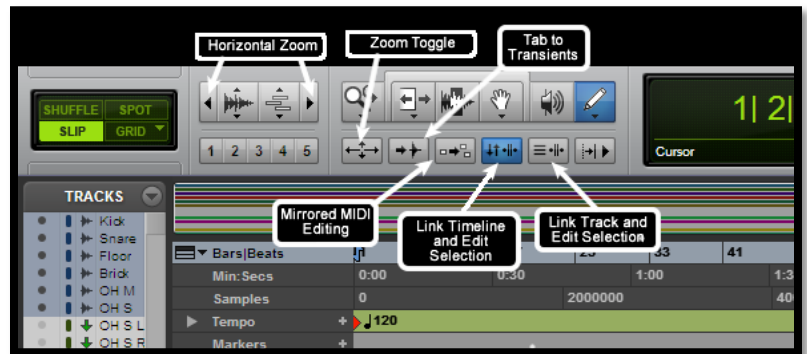 Horizontal Zoom
Zoom Toggle
Tab to
Transients
SHUFFLE SPOT
SLIP GRID
1 2 3 4 5
1| 2|
Cursor
TRACKS
Kick
Snare
Floor
Brick
OH M
OH S
OH S L
OH S R
Mirrored MIDI
Editing
Link Timeline
and Edit
Selection
Link Track and
Edit Selection
Bars|Beats 33 41
Min:Secs 0:00 0:30 1:00
Samples 0 2000000
Tempo + 120
Markers +